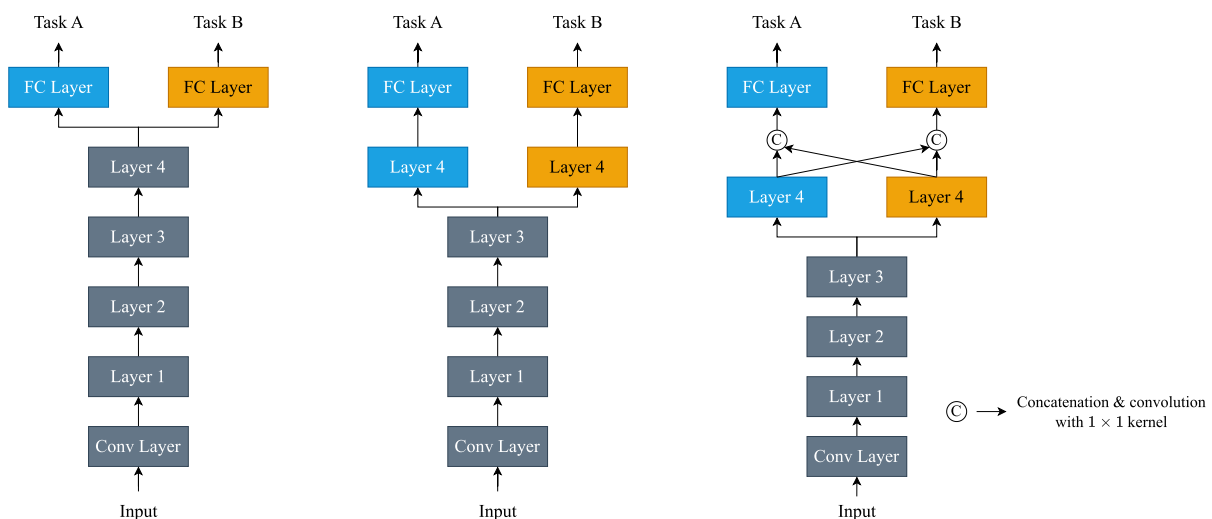 Task A
Task B
FC Layer
FC Layer
Layer 4
Layer 3
Layer 2
Layer 1
Conv Layer
Input
Task A
Task B
FC Layer
FC Layer
Layer 4
Layer 4
Layer 3
Layer 2
Layer 1
Conv Layer
Input
Task A
Task B
FC Layer
FC Layer
C
C
Layer 4
Layer 4
Layer 3
Layer 2
Layer 1
Conv Layer
Input
C
Concatenation & convolution
with 1 × 1 kernel